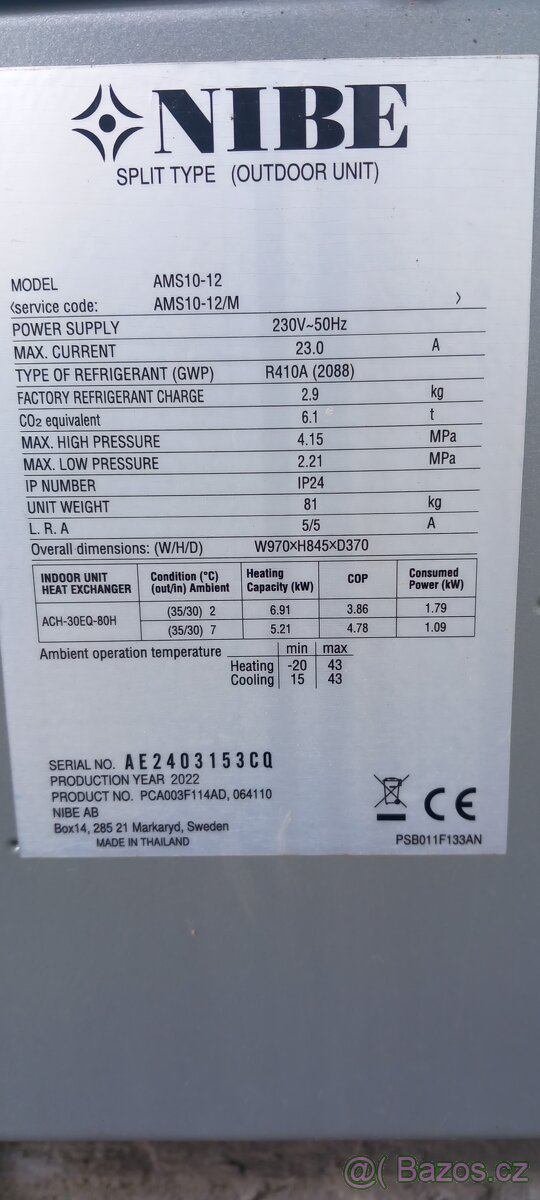 NIBE
SPLIT TYPE (OUTDOOR UNIT)
MODEL AMS10-12
<service code: AMS10-12/M >
POWER SUPPLY 230V~50Hz
MAX. CURRENT 23.0 A
TYPE OF REFRIGERANT (GWP) R410A (2088)
FACTORY REFRIGERANT CHARGE 2.9 kg
CO2 equivalent 6.1 t
MAX. HIGH PRESSURE 4.15 MPa
MAX. LOW PRESSURE 2.21 MPa
IP NUMBER IP24
UNIT WEIGHT 81 kg
L. R. A 5/5 A
Overall dimensions: (W/H/D) W970×H845×D370
INDOOR UNIT HEAT EXCHANGER Condition (°C) (out/in) Ambient Heating Capacity (kW) COP Consumed Power (kW)
ACH-30EQ-80H (35/30) 2 6.91 3.86 1.79
(35/30) 7 5.21 4.78 1.09
Ambient operation temperature min max
Heating -20 43
Cooling 15 43
SERIAL NO. AE2403153CQ
PRODUCTION YEAR 2022
PRODUCT NO. PCA003F114AD, 064110
NIBE AB
Box14, 285 21 Markaryd, Sweden
MADE IN THAILAND
CE
PSB011F133AN
@ Bazos.cz